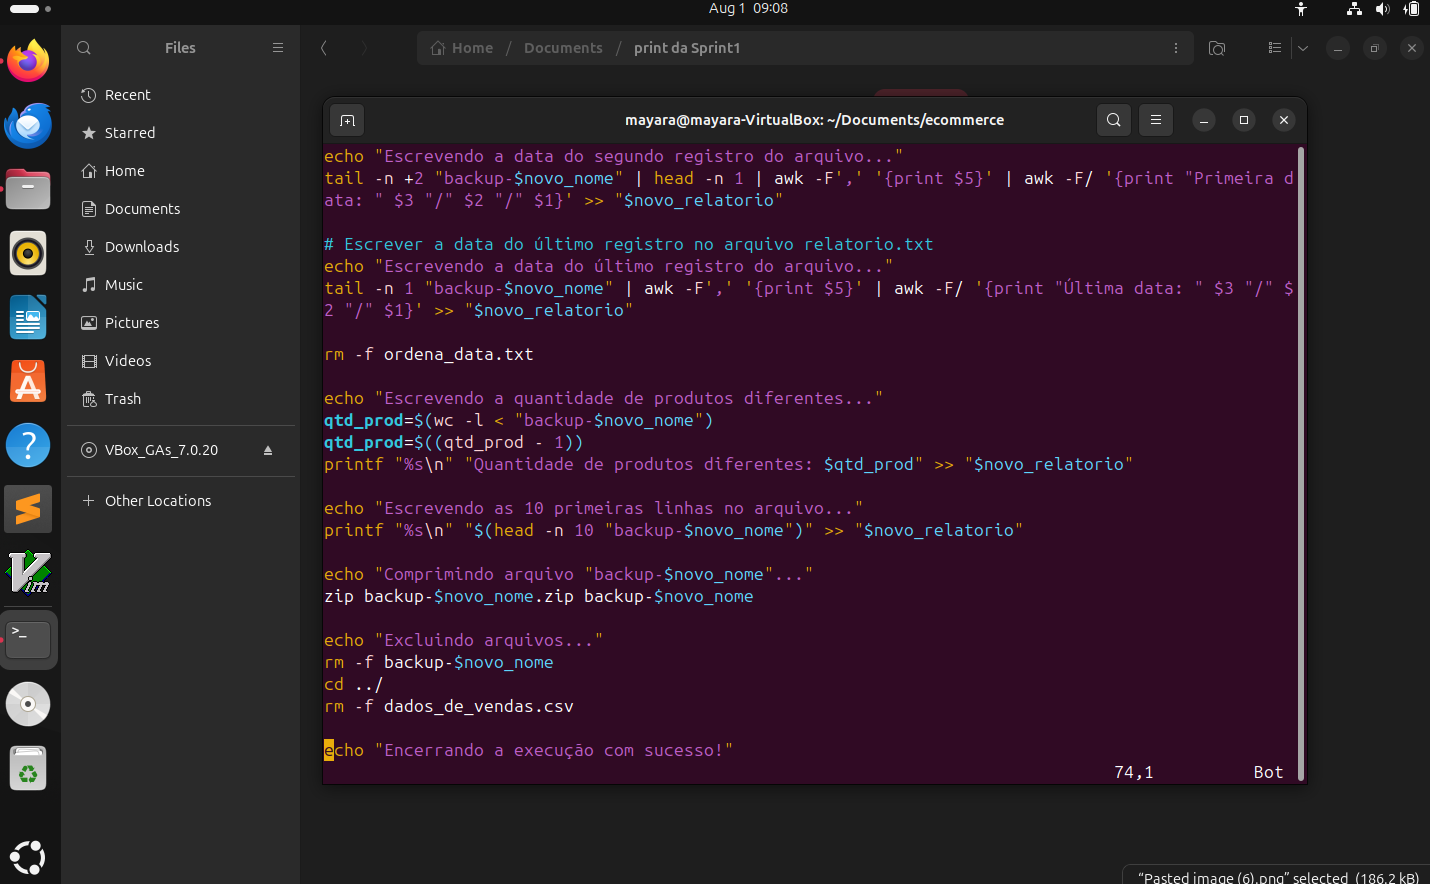 Aug 1 09:08
Files
Home / Documents / print da Sprint1
Recent
Starred
Home
Documents
Downloads
Music
Pictures
Videos
Trash
VBox_GAs_7.0.20
+ Other Locations
mayara@mayara-VirtualBox: ~/Documents/ecommerce
echo "Escrevendo a data do segundo registro do arquivo..."
tail -n +2 "backup-$novo_nome" | head -n 1 | awk -F',' '{print $5}' | awk -F/ '{print "Primeira d
ata: " $3 "/" $2 "/" $1}' >> "$novo_relatorio"
# Escrever a data do último registro no arquivo relatorio.txt
echo "Escrevendo a data do último registro do arquivo..."
tail -n 1 "backup-$novo_nome" | awk -F',' '{print $5}' | awk -F/ '{print "Última data: " $3 "/" $
2 "/" $1}' >> "$novo_relatorio"
rm -f ordena_data.txt
echo "Escrevendo a quantidade de produtos diferentes..."
qtd_prod=$(wc -l < "backup-$novo_nome")
qtd_prod=$((qtd_prod - 1))
printf "%s\n" "Quantidade de produtos diferentes: $qtd_prod" >> "$novo_relatorio"
echo "Escrevendo as 10 primeiras linhas no arquivo..."
printf "%s\n" "$(head -n 10 "backup-$novo_nome")" >> "$novo_relatorio"
echo "Comprimindo arquivo "backup-$novo_nome"..."
zip backup-$novo_nome.zip backup-$novo_nome
echo "Excluindo arquivos..."
rm -f backup-$novo_nome
cd ../
rm -f dados_de_vendas.csv
echo "Encerrando a execução com sucesso!"
74,1 Bot
"Pasted image (6).png" selected (186.2 kB)
>_
Vim
?